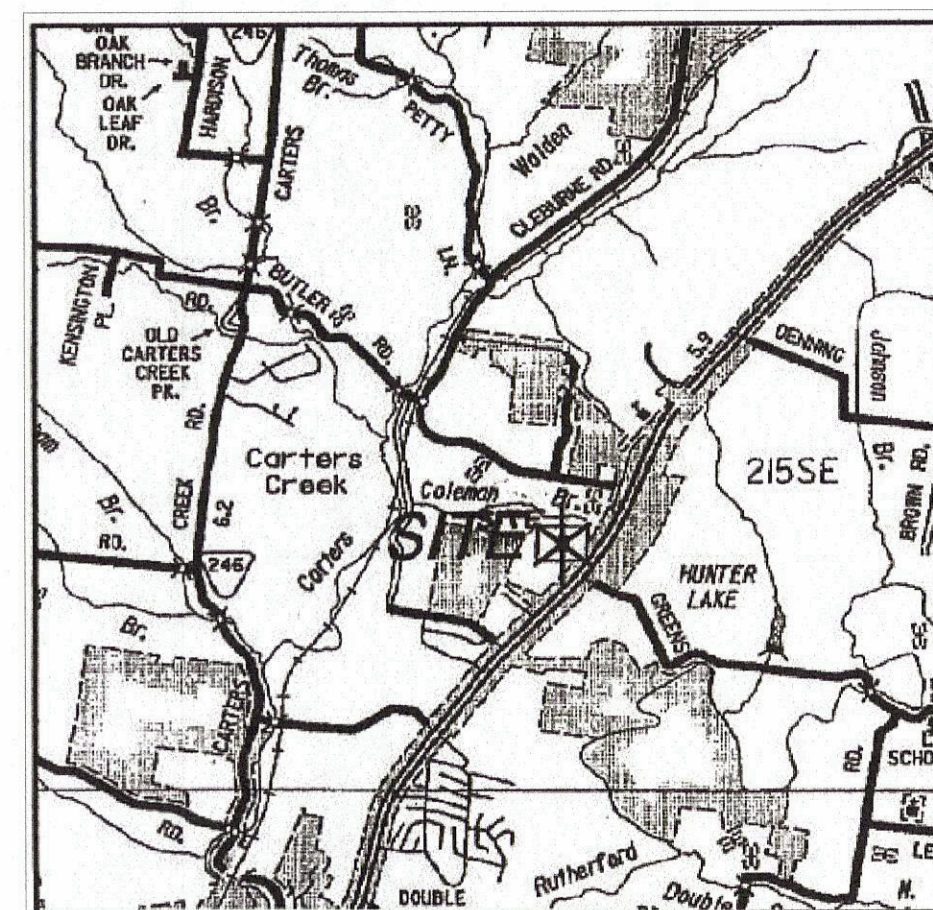 OAK
BRANCH
DR.
OAK
LEAF
DR.
HARDISON
246
CARTERS
Thomas
Br.
PETTY
LN.
Walden
CLEBURNE RD.
Br.
KENSINGTON
PL.
RD.
BUTLER
RD.
OLD
CARTERS
CREEK
PK.
RD.
5.9
DENNING
Johnson
Br.
BROWN RD.
215SE
Carters
Creek
Coleman
Br.
SITE
CREEK
6.2
Br.
RD.
246
Carters
HUNTER
LAKE
GREENS
Br.
CARTERS
RD.
RD.
SCHO
LE
M.
DOUBLE
Rutherford
Double